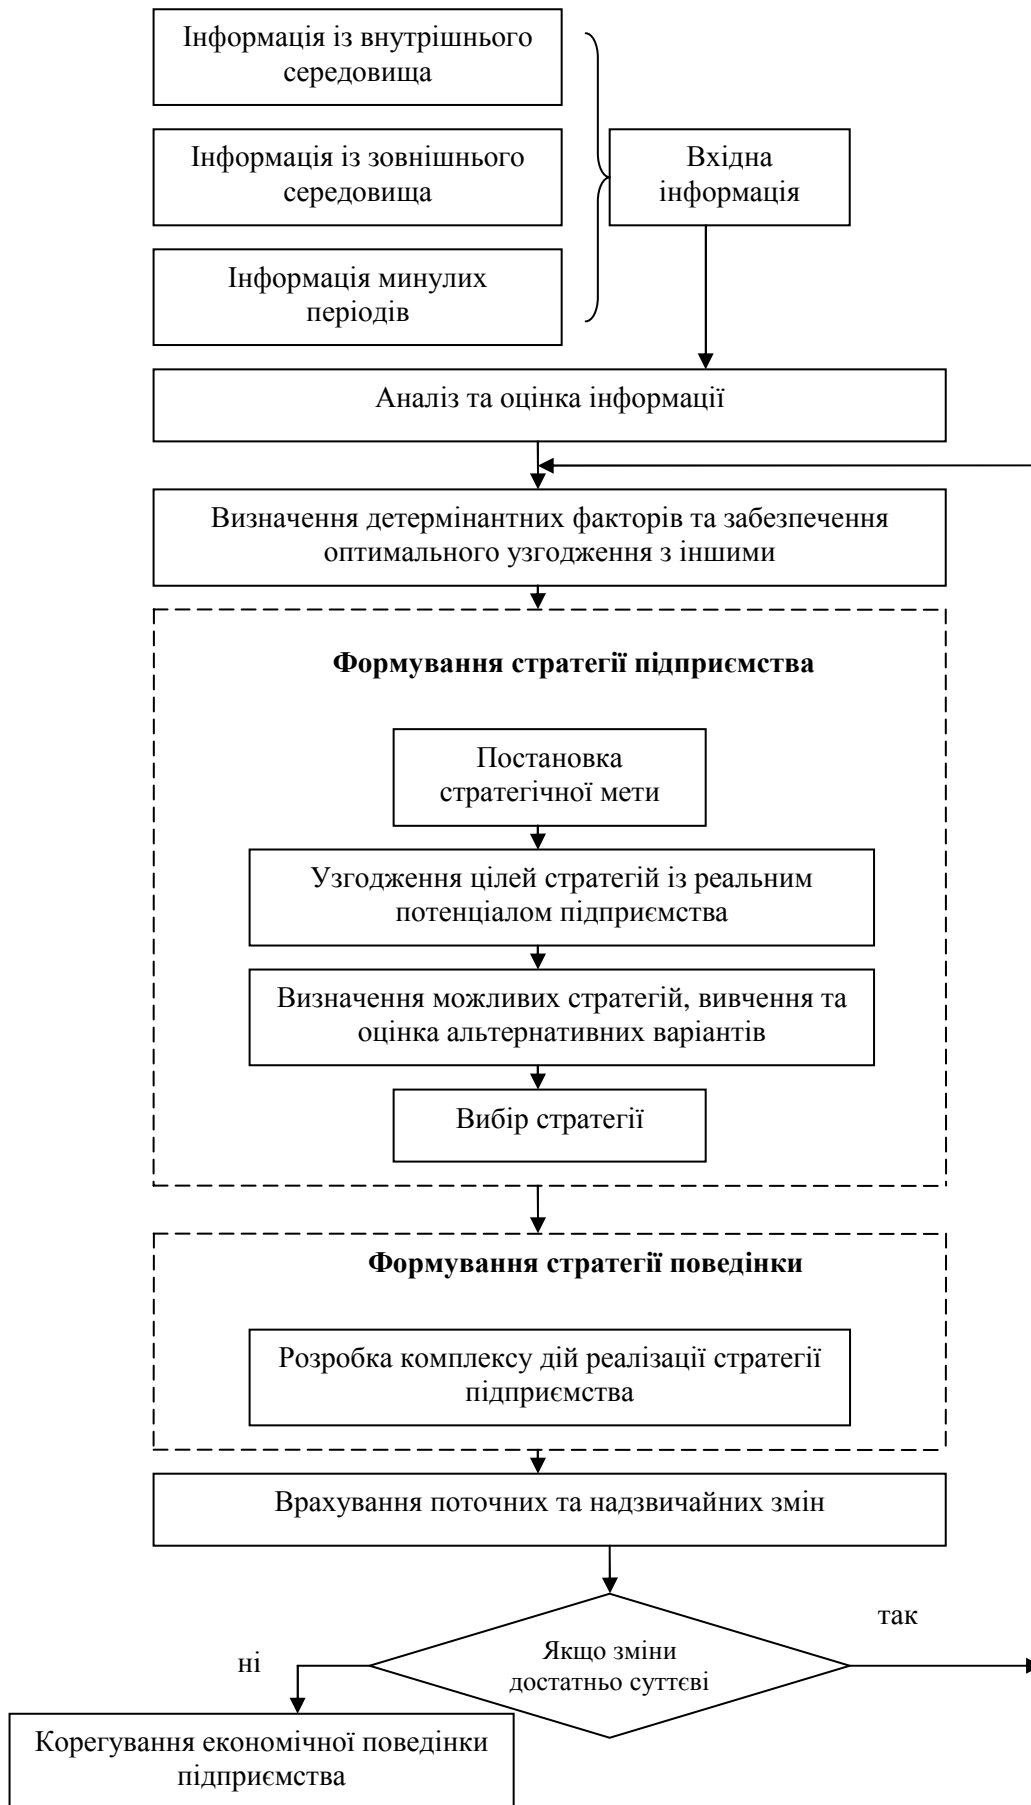 Інформація із внутрішнього
середовища
Інформація із зовнішнього
середовища
Вхідна
інформація
Інформація минулих
періодів
Аналіз та оцінка інформації
Визначення детермінантних факторів та забезпечення
оптимального узгодження з іншими
Формування стратегії підприємства
Постановка
стратегічної мети
Узгодження цілей стратегій із реальним
потенціалом підприємства
Визначення можливих стратегій, вивчення та
оцінка альтернативних варіантів
Вибір стратегії
Формування стратегії поведінки
Розробка комплексу дій реалізації стратегії
підприємства
Врахування поточних та надзвичайних змін
так
ні
Якщо зміни
достатньо суттєві
Корегування економічної поведінки
підприємства